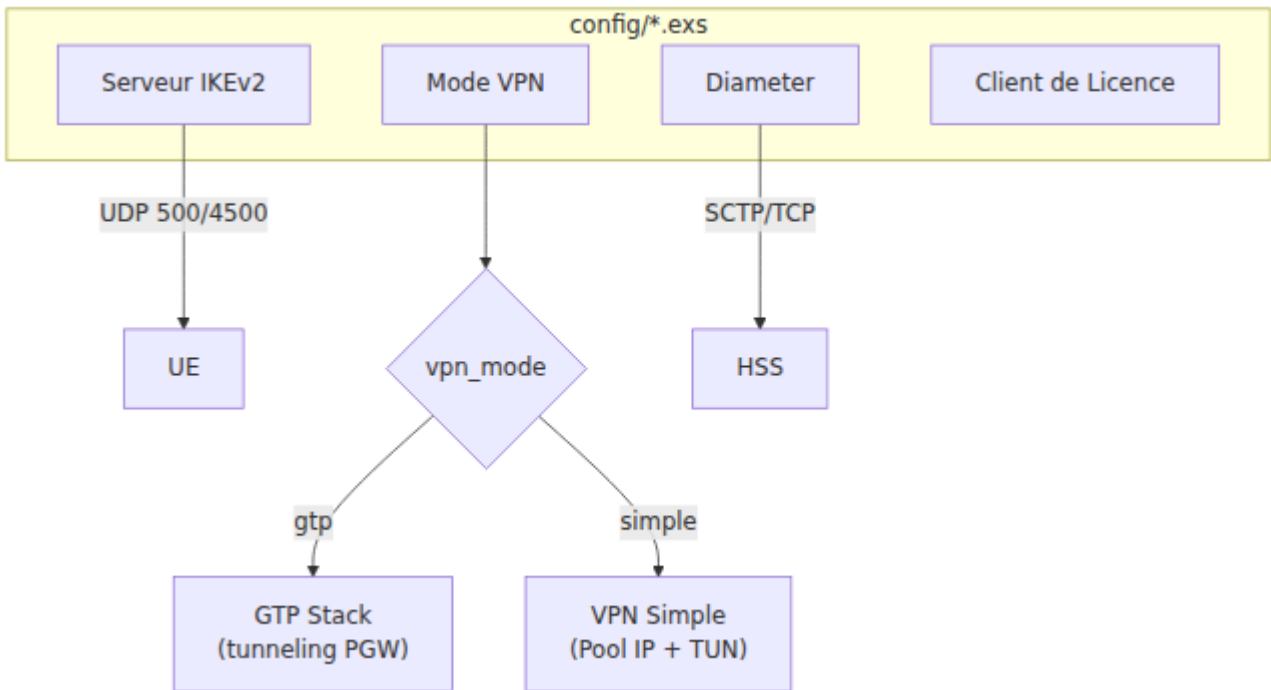 config/*.exs
Serveur IKEv2
Mode VPN
Diameter
Client de Licence
UDP 500/4500
SCTP/TCP
UE
vpn_mode
HSS
gtp
simple
GTP Stack
(tunneling PGW)
VPN Simple
(Pool IP + TUN)